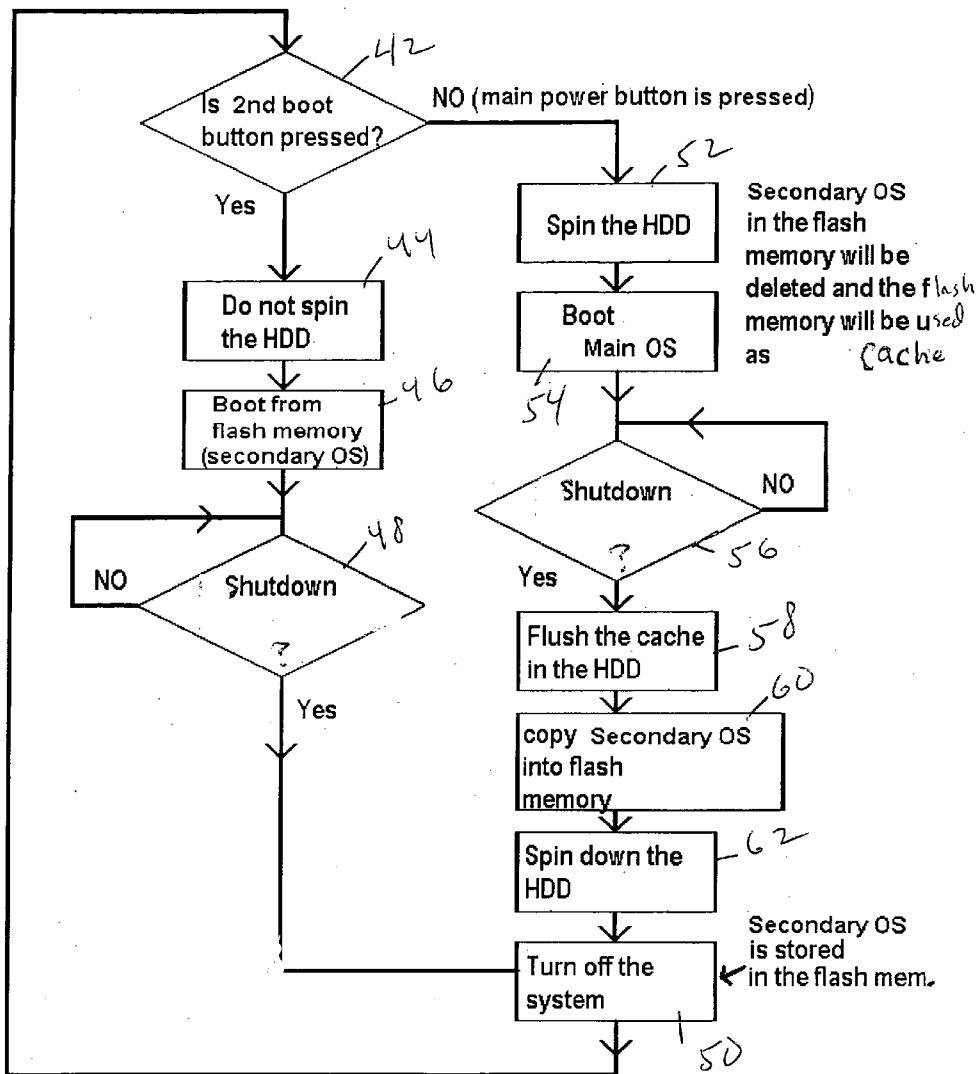 42
Is 2nd boot
button pressed?
NO (main power button is pressed)
Yes
44
Do not spin
the HDD
46
Boot from
flash memory
(secondary OS)
48
NO
Shutdown
?
Yes
52
Spin the HDD
Secondary OS
in the flash
memory will be
deleted and the flash
memory will be used
as cache
Boot
Main OS
54
Shutdown
?
NO
56
Yes
Flush the cache
in the HDD
58
60
copy Secondary OS
into flash
memory
Spin down the
HDD
62
Turn off the
system
Secondary OS
is stored
in the flash mem.
50